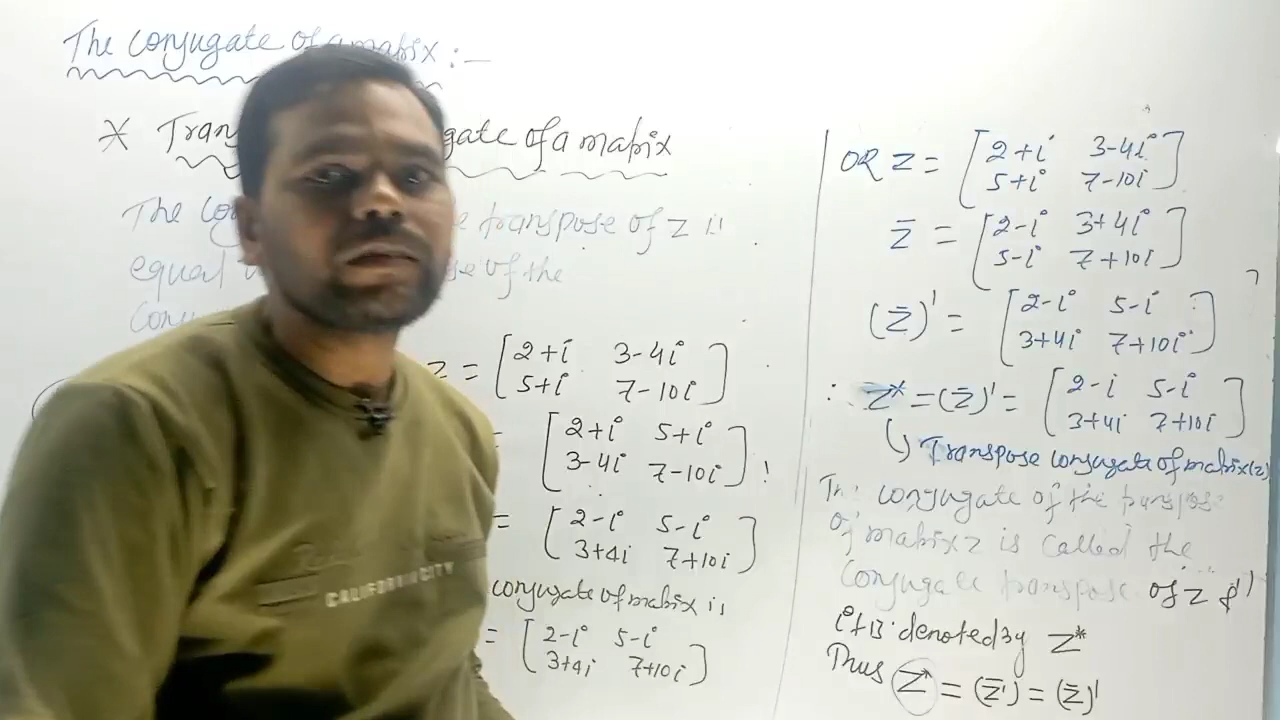 The conjugate of a matrix :-
* Tran gate of a matrix
The Con e transpose of Z is
equal se of the
Conj
Z = [2+i 3-4i
5+i 7-10i]
= [2+i 5+i
3-4i 7-10i]
= [2-i 5-i
3+4i 7+10i]
conjugate of matrix is
= [2-i 5-i
3+4i 7+10i]
CALIFORNIA CITY
OR Z = [2+i 3-4i
5+i 7-10i]
Z̄ = [2-i 3+4i
5-i 7+10i]
(Z̄)' = [2-i 5-i
3+4i 7+10i]
∴ Z* = (Z̄)' = [2-i 5-i
3+4i 7+10i]
↳ Transpose conjugate of matrix(z)
The conjugate of the transpose
of matrix z is called the
conjugate transpose of Z &
it is denoted by Z*
Thus Z* = (Z̄') = (Z̄)'